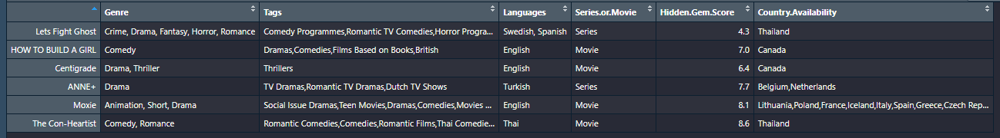 Genre Tags Languages Series.or.Movie Hidden.Gem.Score Country.Availability
Lets Fight Ghost Crime, Drama, Fantasy, Horror, Romance Comedy Programmes,Romantic TV Comedies,Horror Progra... Swedish, Spanish Series 4.3 Thailand
HOW TO BUILD A GIRL Comedy Dramas,Comedies,Films Based on Books,British English Movie 7.0 Canada
Centigrade Drama, Thriller Thrillers English Movie 6.4 Canada
ANNE+ Drama TV Dramas,Romantic TV Dramas,Dutch TV Shows Turkish Series 7.7 Belgium,Netherlands
Moxie Animation, Short, Drama Social Issue Dramas,Teen Movies,Dramas,Comedies,Movies ... English Movie 8.1 Lithuania,Poland,France,Iceland,Italy,Spain,Greece,Czech Rep...
The Con-Heartist Comedy, Romance Romantic Comedies,Comedies,Romantic Films,Thai Comedie... Thai Movie 8.6 Thailand